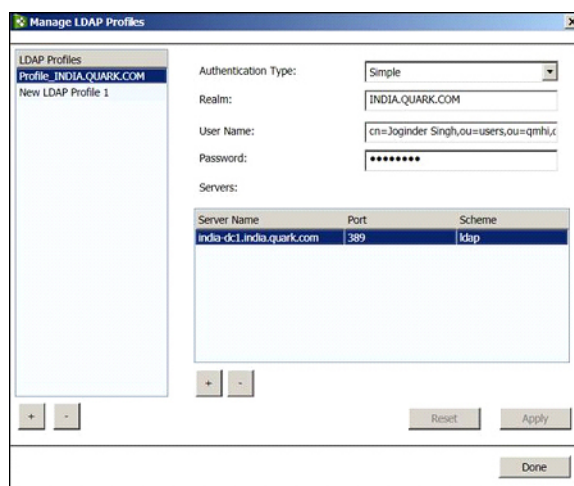 Manage LDAP Profiles
LDAP Profiles
Profile_INDIA.QUARK.COM
New LDAP Profile 1
Authentication Type:
Simple
Realm:
INDIA.QUARK.COM
User Name:
cn=Joginder Singh,ou=users,ou=qmhi,
Password:
••••••••
Servers:
Server Name Port Scheme
india-dc1.india.quark.com 389 ldap
+ -
+ -
Reset Apply
Done